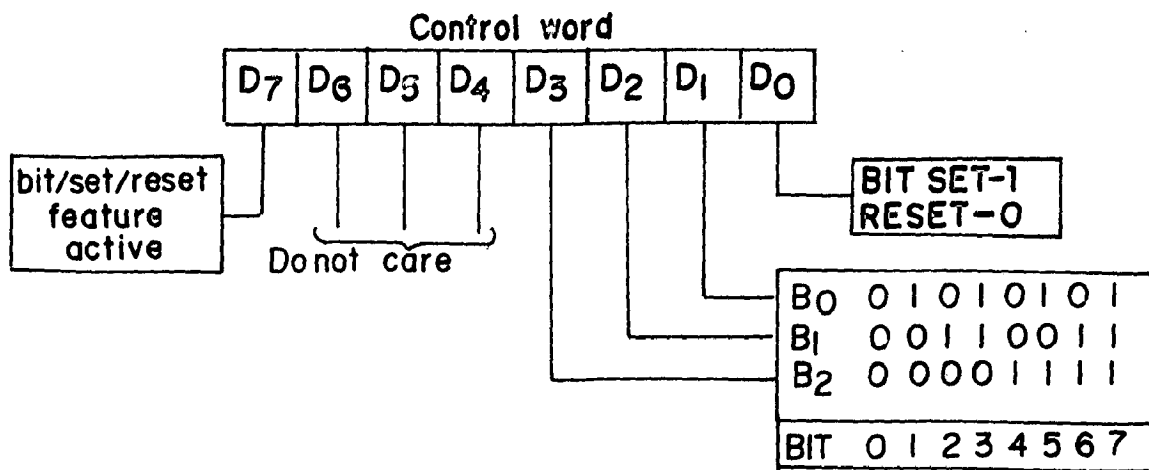 Control word
D7 D6 D5 D4 D3 D2 D1 D0
bit/set/reset
feature
active
Do not care
BIT SET-1
RESET-0
B0 0 1 0 1 0 1 0 1
B1 0 0 1 1 0 0 1 1
B2 0 0 0 0 1 1 1 1
BIT 0 1 2 3 4 5 6 7